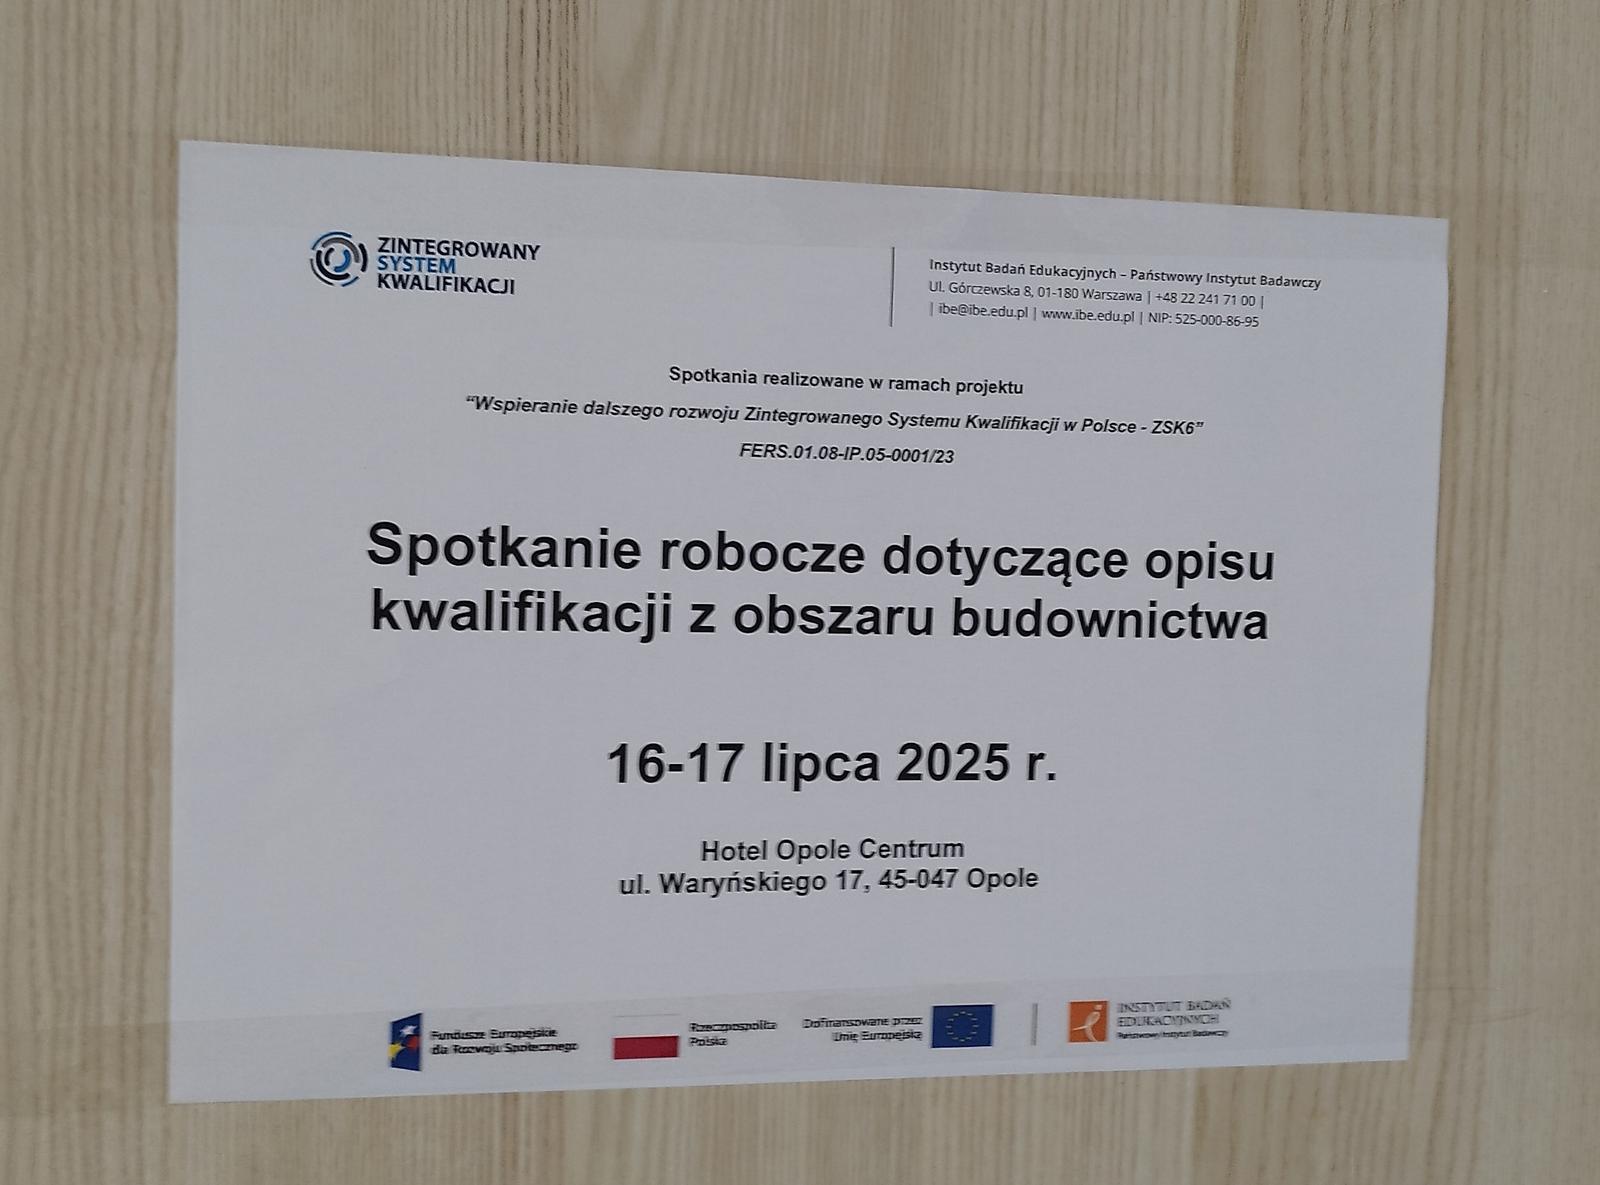 ZINTEGROWANY
SYSTEM
KWALIFIKACJI
Instytut Badań Edukacyjnych – Państwowy Instytut Badawczy
Ul. Górczewska 8, 01-180 Warszawa | +48 22 241 71 00 |
| ibe@ibe.edu.pl | www.ibe.edu.pl | NIP: 525-000-86-95
Spotkania realizowane w ramach projektu
“Wspieranie dalszego rozwoju Zintegrowanego Systemu Kwalifikacji w Polsce - ZSK6”
FERS.01.08-IP.05-0001/23
Spotkanie robocze dotyczące opisu
kwalifikacji z obszaru budownictwa
16-17 lipca 2025 r.
Hotel Opole Centrum
ul. Waryńskiego 17, 45-047 Opole
Fundusze Europejskie
dla Rozwoju Społecznego
Rzeczpospolita
Polska
Dofinansowane przez
Unię Europejską
INSTYTUT BADAŃ
EDUKACYJNYCH
Państwowy Instytut Badawczy